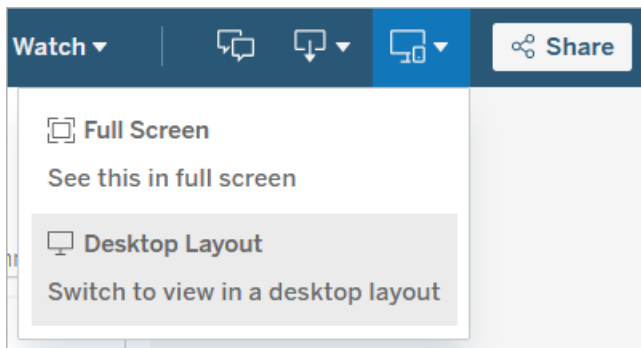 Watch
Share
Full Screen
See this in full screen
Desktop Layout
Switch to view in a desktop layout